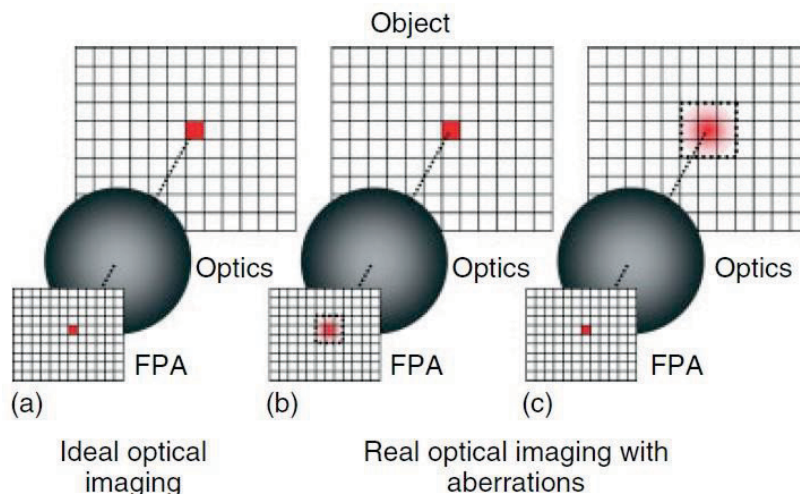 Object
Optics
Optics
Optics
FPA
FPA
FPA
(a)
(b)
(c)
Ideal optical
imaging
Real optical imaging with
aberrations